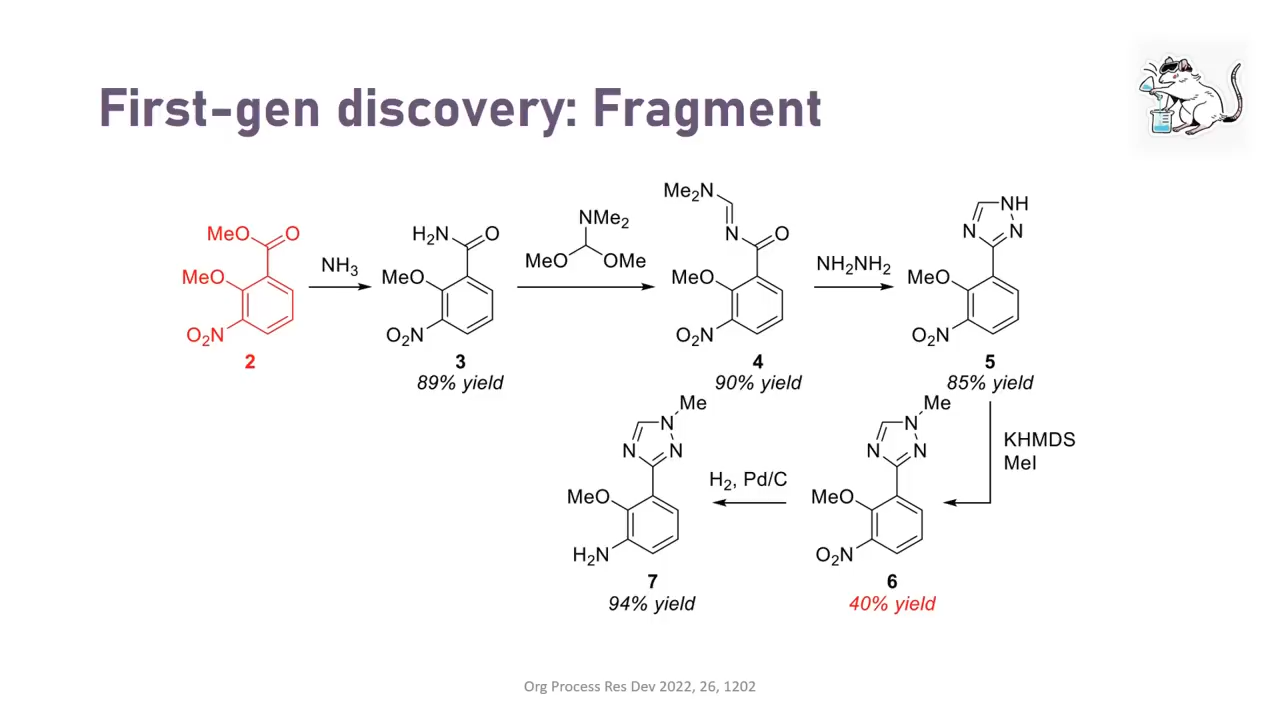 First-gen discovery: Fragment
MeO
O
MeO
O₂N
2
NH₃
H₂N
O
MeO
O₂N
3
89% yield
NMe₂
MeO
OMe
Me₂N
N
O
MeO
O₂N
4
90% yield
NH₂NH₂
NH
N
N
MeO
O₂N
5
85% yield
KHMDS
MeI
Me
N
N
N
MeO
O₂N
6
40% yield
H₂, Pd/C
Me
N
N
N
MeO
H₂N
7
94% yield
Org Process Res Dev 2022, 26, 1202